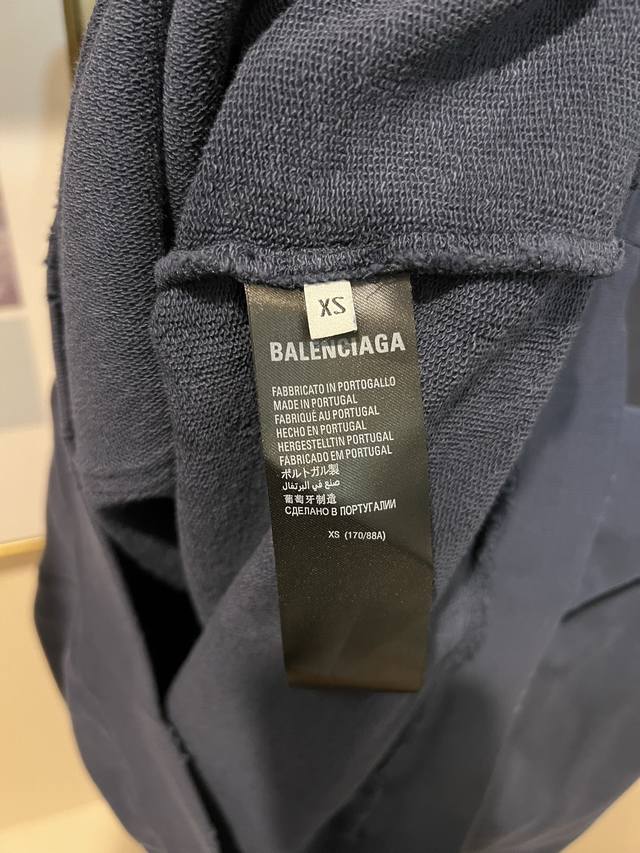 XS
BALENCIAGA
FABBRICATO IN PORTOGALLO
MADE IN PORTUGAL
FABRIQUÉ AU PORTUGAL
HECHO EN PORTUGAL
HERGESTELLTIN PORTUGAL
FABRICADO EM PORTUGAL
ポルトガル製
صنع في البرتغال
葡萄牙制造
СДЕЛАНО В ПОРТУГАЛИИ
XS (170/88A)